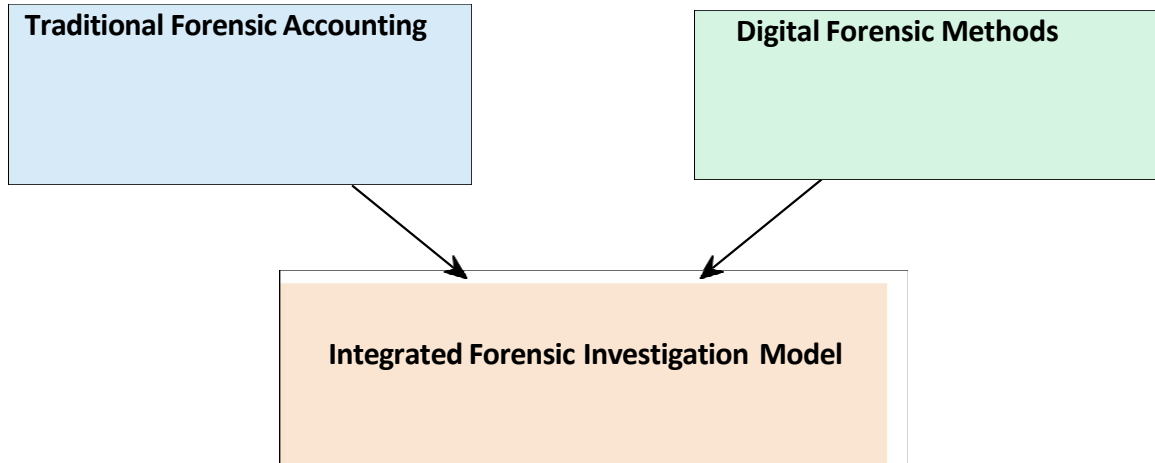 Traditional Forensic Accounting
Digital Forensic Methods
Integrated Forensic Investigation Model